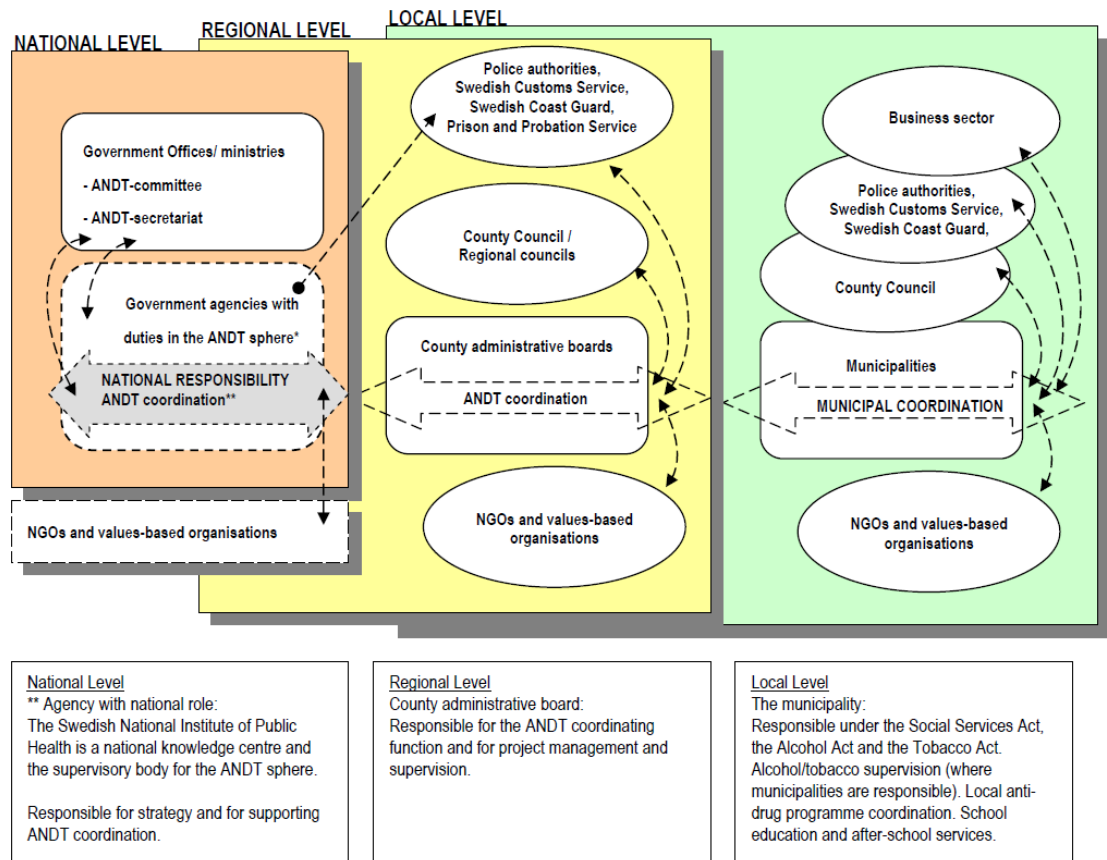 LOCAL LEVEL
REGIONAL LEVEL
NATIONAL LEVEL
Government Offices/ ministries
- ANDT-committee
- ANDT-secretariat
Government agencies with
duties in the ANDT sphere*
NATIONAL RESPONSIBILITY
ANDT coordination**
NGOs and values-based organisations
Police authorities,
Swedish Customs Service,
Swedish Coast Guard,
Prison and Probation Service
County Council /
Regional councils
County administrative boards
ANDT coordination
NGOs and values-based
organisations
Business sector
Police authorities,
Swedish Customs Service,
Swedish Coast Guard,
County Council
Municipalities
MUNICIPAL COORDINATION
NGOs and values-based
organisations
National Level
** Agency with national role:
The Swedish National Institute of Public
Health is a national knowledge centre and
the supervisory body for the ANDT sphere.
Responsible for strategy and for supporting
ANDT coordination.
Regional Level
County administrative board:
Responsible for the ANDT coordinating
function and for project management and
supervision.
Local Level
The municipality:
Responsible under the Social Services Act,
the Alcohol Act and the Tobacco Act.
Alcohol/tobacco supervision (where
municipalities are responsible). Local anti-
drug programme coordination. School
education and after-school services.